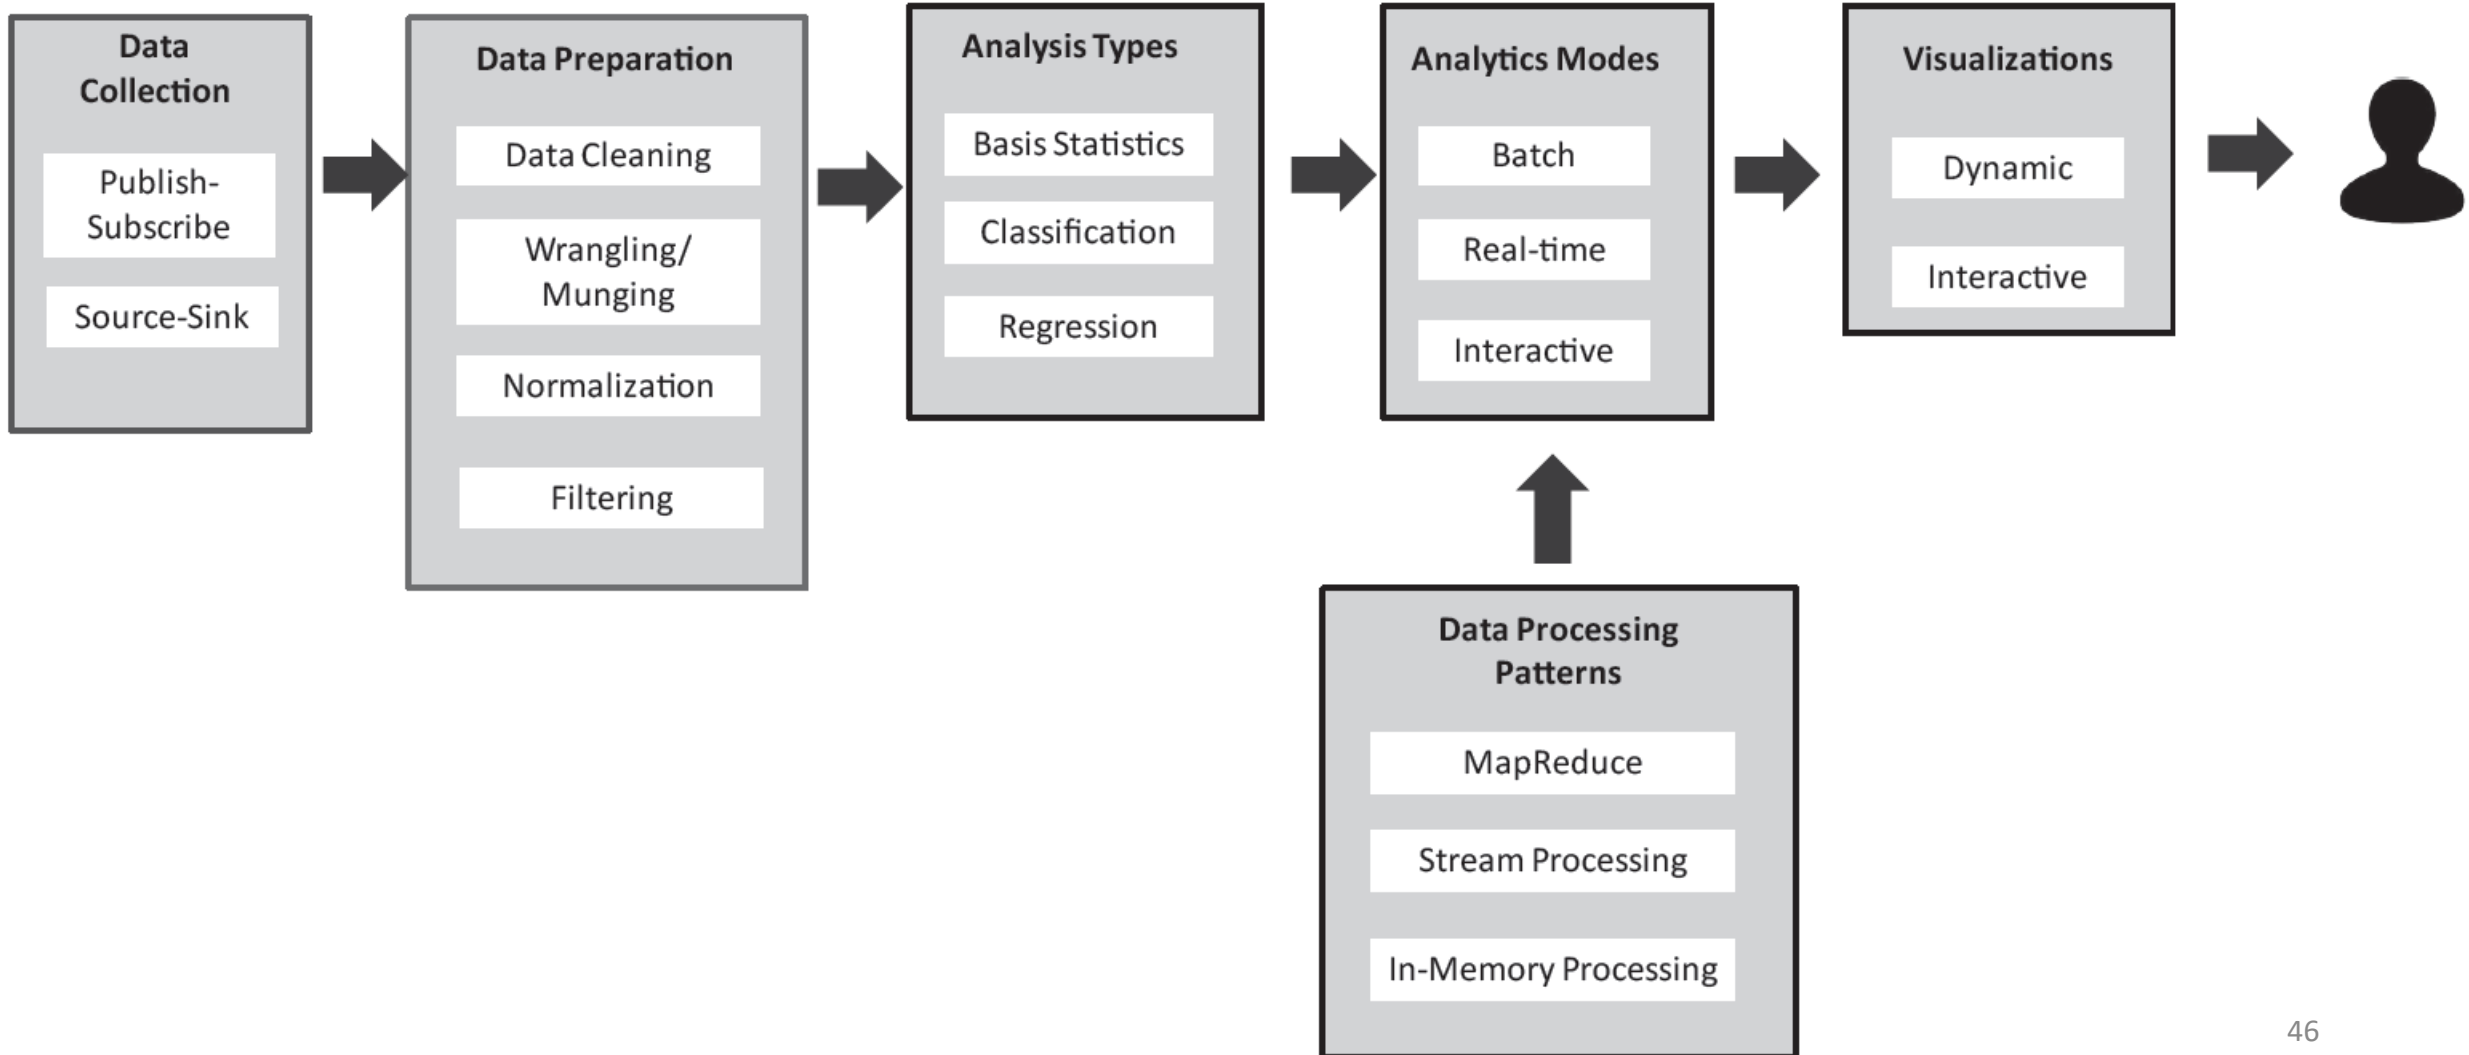 Data
Collection
Publish-
Subscribe
Source-Sink
Data Preparation
Data Cleaning
Wrangling/
Munging
Normalization
Filtering
Analysis Types
Basis Statistics
Classification
Regression
Analytics Modes
Batch
Real-time
Interactive
Visualizations
Dynamic
Interactive
Data Processing
Patterns
MapReduce
Stream Processing
In-Memory Processing
46